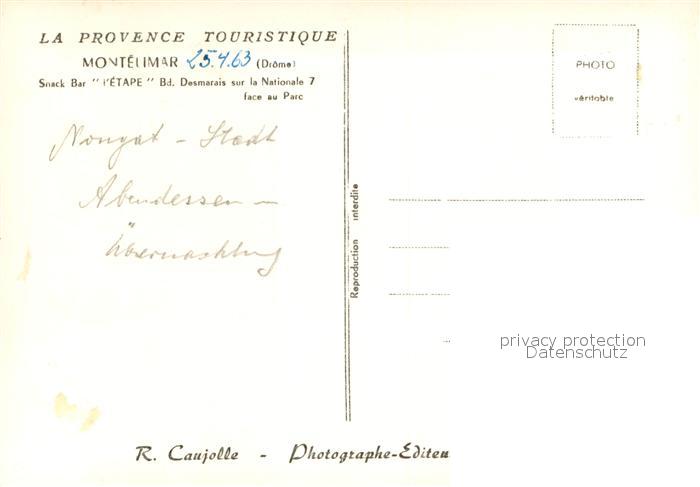 LA PROVENCE TOURISTIQUE
MONTÉLIMAR 25.4.63 (Drôme)
Snack Bar "l'ÉTAPE" Bd. Desmarais sur la Nationale 7
face au Parc
Nougat - Stadt
Abendessen -
Übernachtung
Reproduction interdite
PHOTO
véritable
privacy protection
Datenschutz
R. Caujolle - Photographe-Editeu